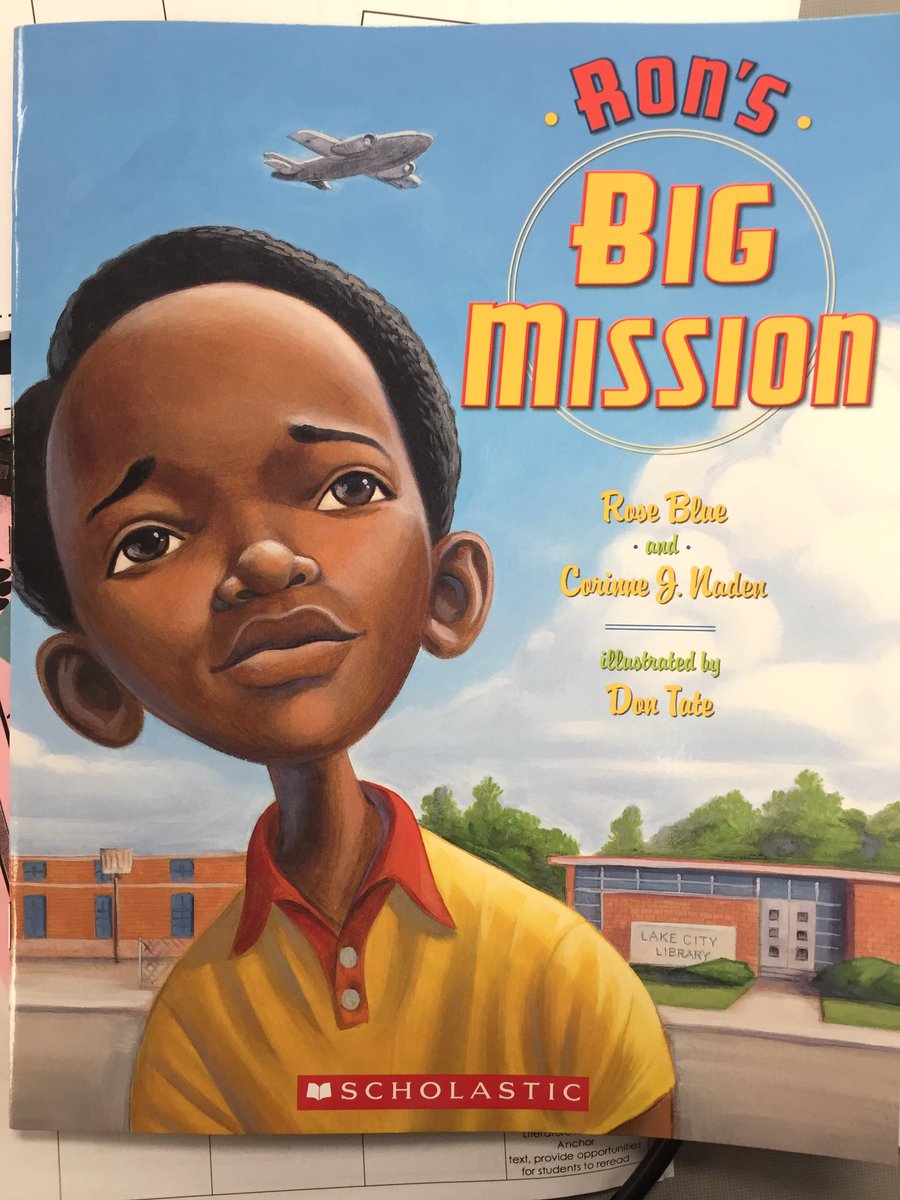 Ron's
Big
Mission
Rose Blue
· and ·
Corinne J. Naden
illustrated by
Don Tate
LAKE CITY
LIBRARY
SCHOLASTIC
Anchor
text, provide opportunities
for students to reread